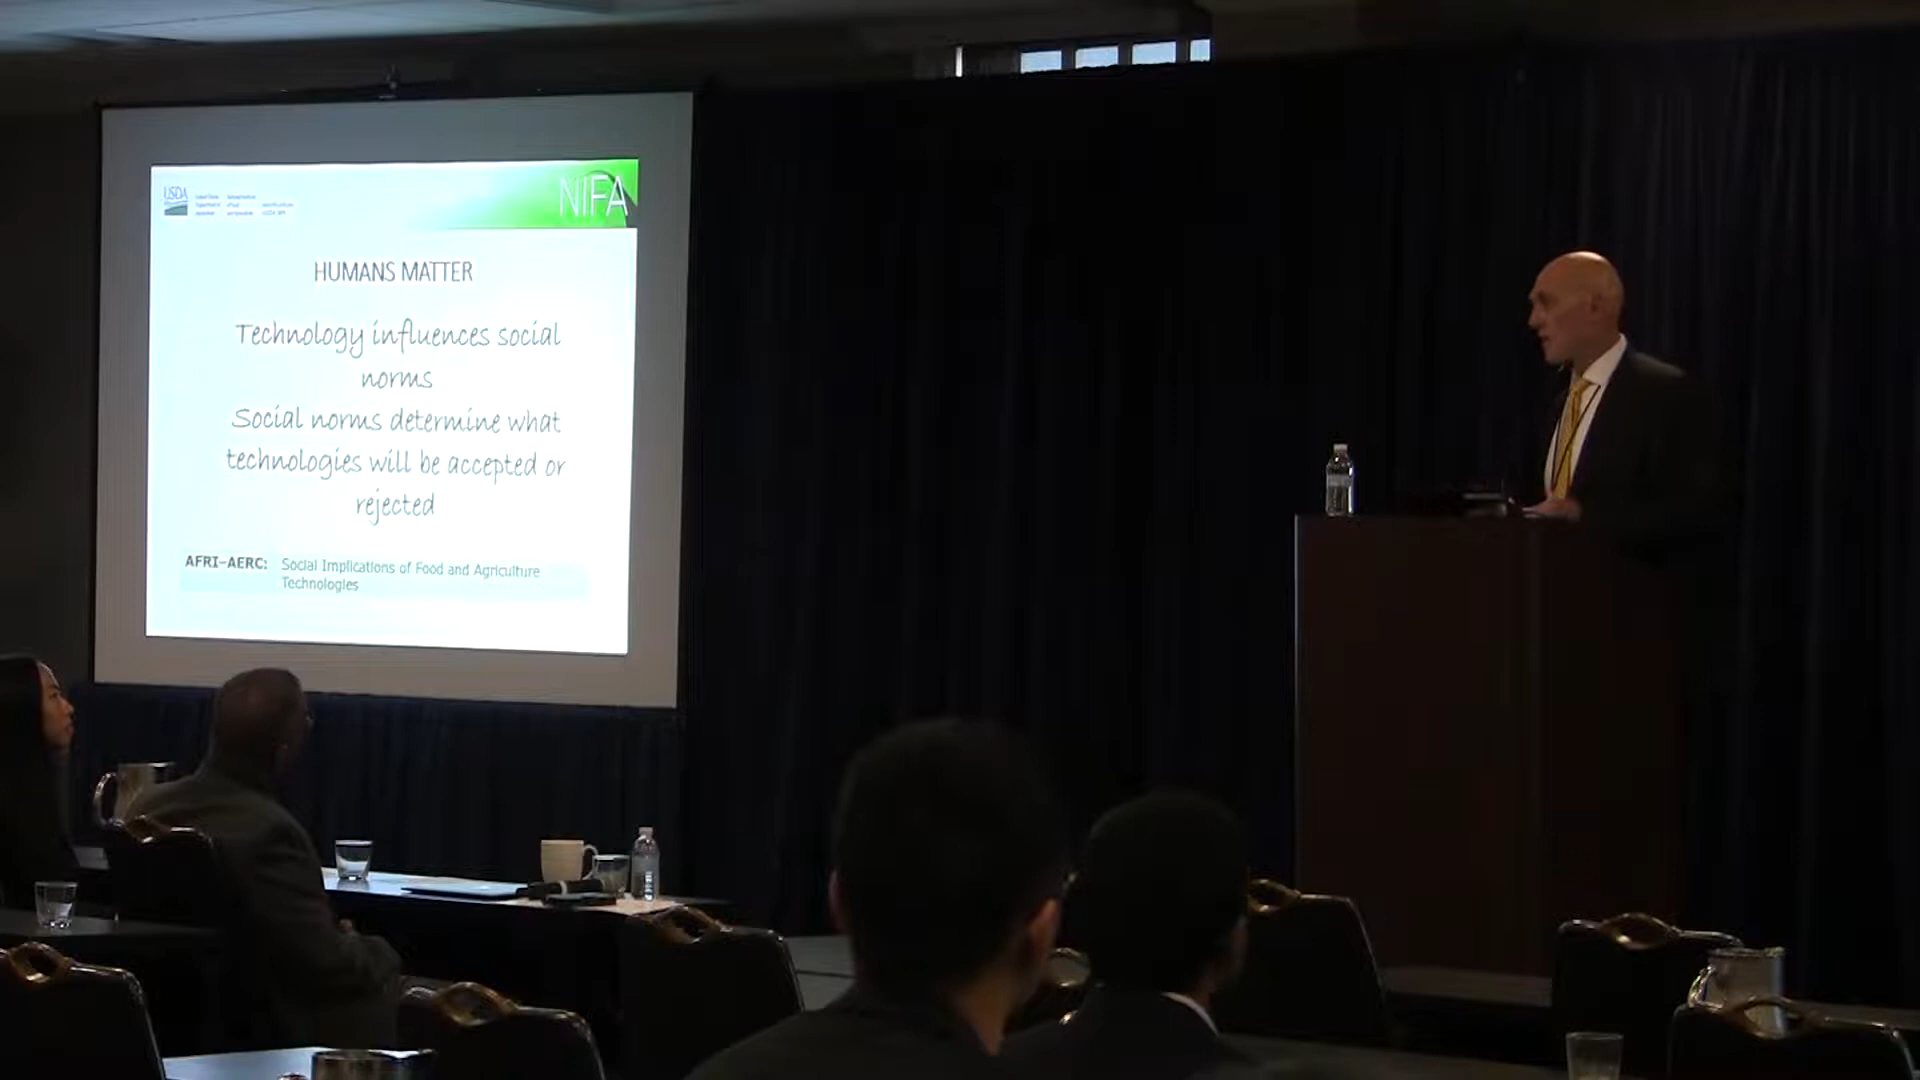 USDA
NIFA
HUMANS MATTER
Technology influences social
norms
Social norms determine what
technologies will be accepted or
rejected
AFRI-AERC: Social Implications of Food and Agriculture
Technologies